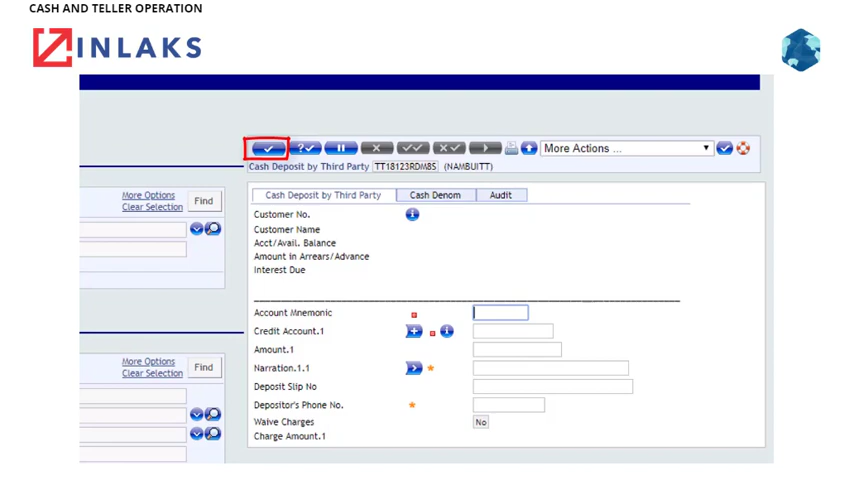 CASH AND TELLER OPERATION
INLAKS
More Actions ...
Cash Deposit by Third Party TT18123RDM8S (NAMBUITT)
More Options
Clear Selection
Find
Cash Deposit by Third Party Cash Denom Audit
Customer No.
Customer Name
Acct/Avail. Balance
Amount in Arrears/Advance
Interest Due
Account Mnemonic
Credit Account.1
Amount.1
More Options
Clear Selection
Find
Narration.1.1
Deposit Slip No
Depositor's Phone No.
Waive Charges No
Charge Amount.1